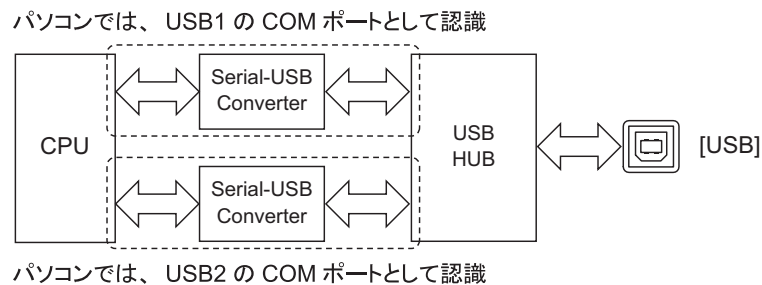 パソコンでは、 USB1 の COM ポートとして認識
CPU
Serial-USB
Converter
Serial-USB
Converter
USB
HUB
[USB]
パソコンでは、 USB2 の COM ポートとして認識